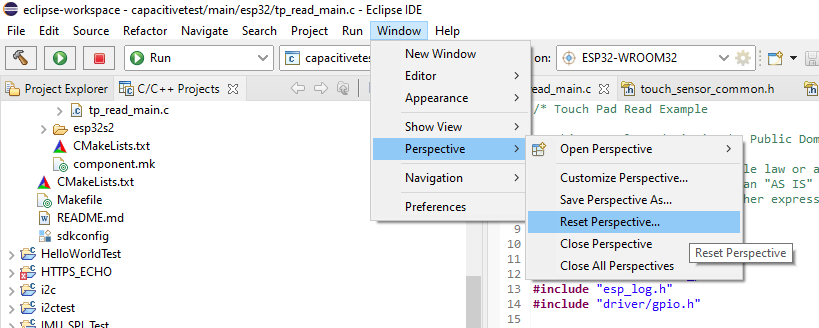 eclipse-workspace - capacitivetest/main/esp32/tp_read_main.c - Eclipse IDE
File Edit Source Refactor Navigate Search Project Run Window Help
Run
capacitivetest
on:
ESP32-WROOM32
Project Explorer
C/C++ Projects
read_main.c
touch_sensor_common.h
tp_read_main.c
esp32s2
CMakeLists.txt
component.mk
CMakeLists.txt
Makefile
README.md
sdkconfig
HelloWorldTest
HTTPS_ECHO
i2c
i2ctest
IMU_SPI_Test
New Window
Editor
Appearance
Show View
Perspective
Navigation
Preferences
Open Perspective
Customize Perspective...
Save Perspective As...
Reset Perspective...
Close Perspective
Close All Perspectives
Reset Perspective
/* Touch Pad Read Example
Public Dom
le law or a
an "AS IS"
her express
9
10
11
12
13 #include "esp_log.h"
14 #include "driver/gpio.h"
15